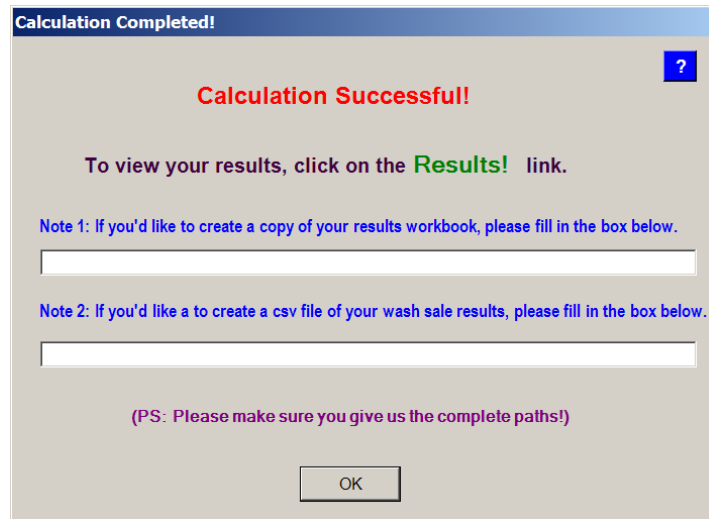 Calculation Completed!
?
Calculation Successful!
To view your results, click on the Results! link.
Note 1: If you'd like to create a copy of your results workbook, please fill in the box below.
Note 2: If you'd like a to create a csv file of your wash sale results, please fill in the box below.
(PS: Please make sure you give us the complete paths!)
OK